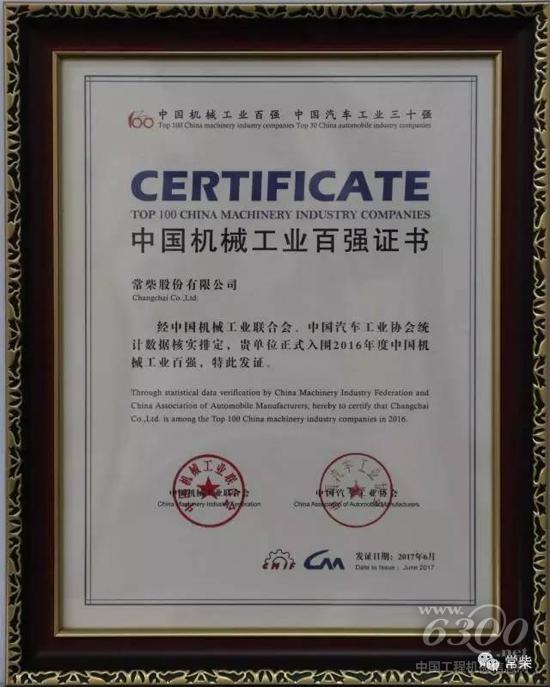 100 中国机械工业百强 中国汽车工业三十强
Top 100 China machinery industry companies Top 30 China automobile industry companies
CERTIFICATE
TOP 100 CHINA MACHINERY INDUSTRY COMPANIES
中国机械工业百强证书
常柴股份有限公司
Changchai Co.,Ltd.
经中国机械工业联合会、中国汽车工业协会统
计数据核实排定，贵单位正式入围2016年度中国机
械工业百强，特此发证。
Through statistical data verification by China Machinery Industry Federation and
China Association of Automobile Manufacturers, hereby to certify that Changchai
Co.,Ltd. is among the Top 100 China machinery industry companies in 2016.
中国机械工业联合会 中国汽车工业协会
China Machinery Industry Federation China Association of Automobile Manufacturers
CMIF 发证日期：2017年6月
Date to Issue： June 2017
www.
6300
.net
常柴
中国工程机械信息网